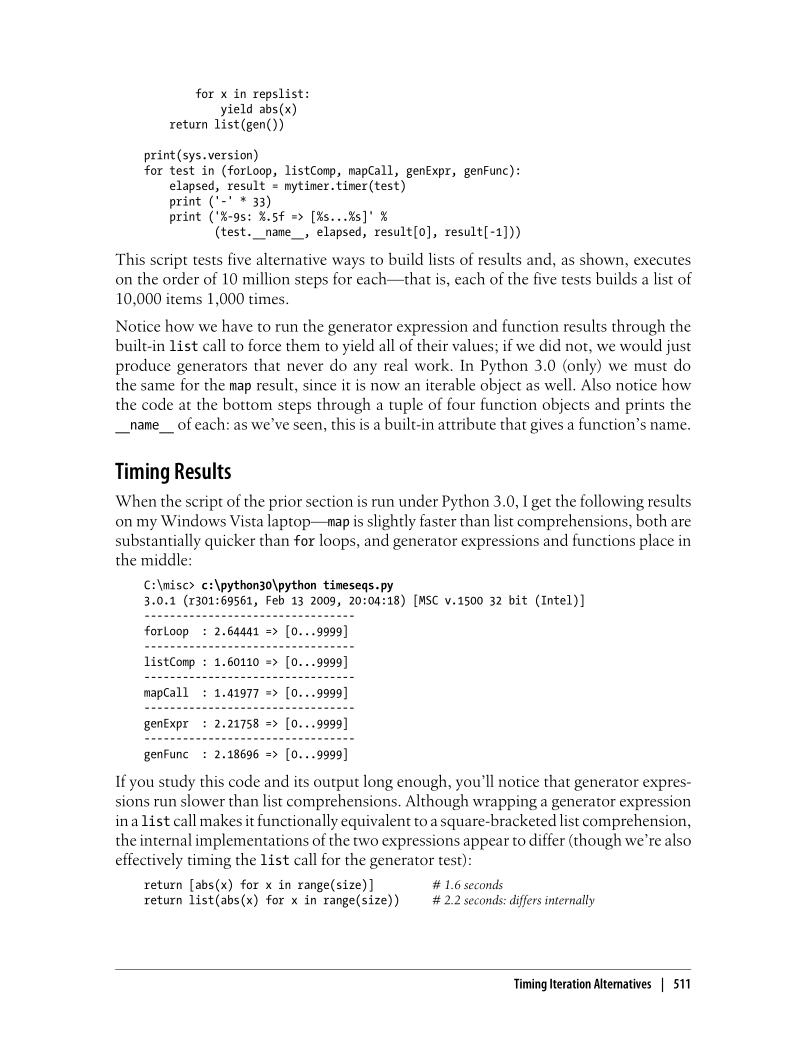 for x in repslist:
yield abs(x)
return list(gen())
print(sys.version)
for test in (forLoop, listComp, mapCall, genExpr, genFunc):
elapsed, result = mytimer.timer(test)
print ('-' * 33)
print ('%-9s: %.5f => [%s...%s]' %
(test.__name__, elapsed, result[0], result[-1]))
This script tests five alternative ways to build lists of results and, as shown, executes
on the order of 10 million steps for each—that is, each of the five tests builds a list of
10,000 items 1,000 times.
Notice how we have to run the generator expression and function results through the
built-in list call to force them to yield all of their values; if we did not, we would just
produce generators that never do any real work. In Python 3.0 (only) we must do
the same for the map result, since it is now an iterable object as well. Also notice how
the code at the bottom steps through a tuple of four function objects and prints the
__name__ of each: as we've seen, this is a built-in attribute that gives a function's name.
Timing Results
When the script of the prior section is run under Python 3.0, I get the following results
on my Windows Vista laptop—map is slightly faster than list comprehensions, both are
substantially quicker than for loops, and generator expressions and functions place in
the middle:
C:\misc> c:\python30\python timeseqs.py
3.0.1 (r301:69561, Feb 13 2009, 20:04:18) [MSC v.1500 32 bit (Intel)]
---------------------------------
forLoop  : 2.64441 => [0...9999]
---------------------------------
listComp : 1.60110 => [0...9999]
---------------------------------
mapCall  : 1.41977 => [0...9999]
---------------------------------
genExpr  : 2.21758 => [0...9999]
---------------------------------
genFunc  : 2.18696 => [0...9999]
If you study this code and its output long enough, you'll notice that generator expres-
sions run slower than list comprehensions. Although wrapping a generator expression
in a list call makes it functionally equivalent to a square-bracketed list comprehension,
the internal implementations of the two expressions appear to differ (though we're also
effectively timing the list call for the generator test):
return [abs(x) for x in range(size)] # 1.6 seconds
return list(abs(x) for x in range(size)) # 2.2 seconds: differs internally
Timing Iteration Alternatives | 511